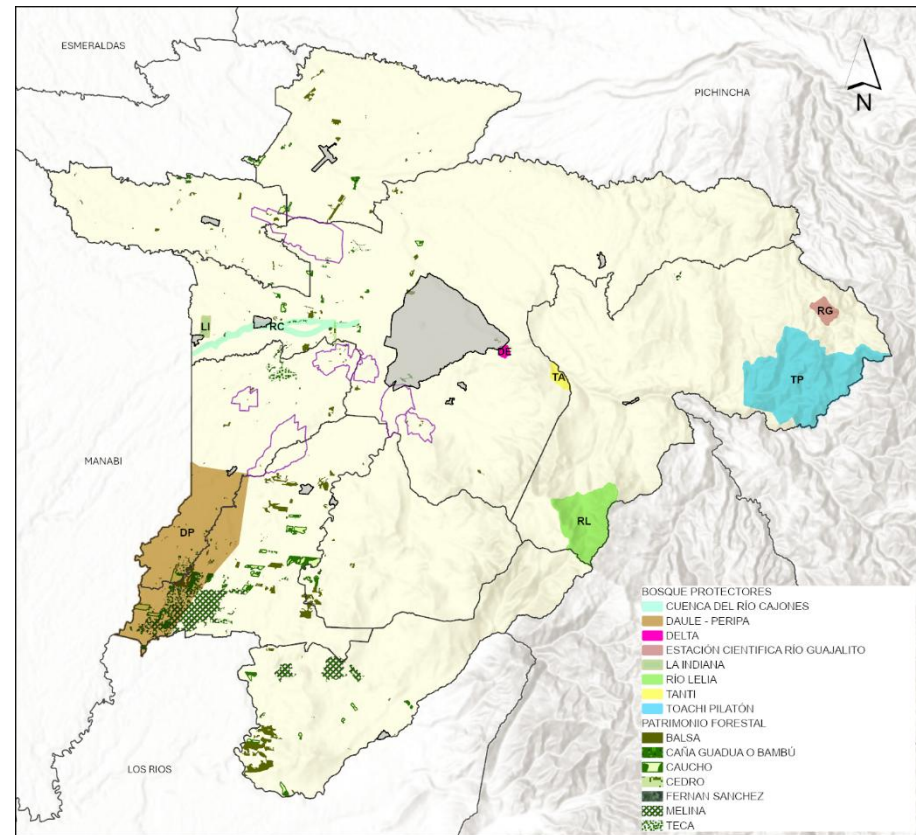 ESMERALDAS
PICHINCHA
N
RG
LI
RC
DE
TA
TP
MANABI
DP
RL
LOS RIOS
BOSQUE PROTECTORES
CUENCA DEL RÍO CAJONES
DAULE - PERIPA
DELTA
ESTACIÓN CIENTIFICA RÍO GUAJALITO
LA INDIANA
RÍO LELIA
TANTI
TOACHI PILATÓN
PATRIMONIO FORESTAL
BALSA
CAÑA GUADUA O BAMBÚ
CAUCHO
CEDRO
FERNAN SANCHEZ
MELINA
TECA